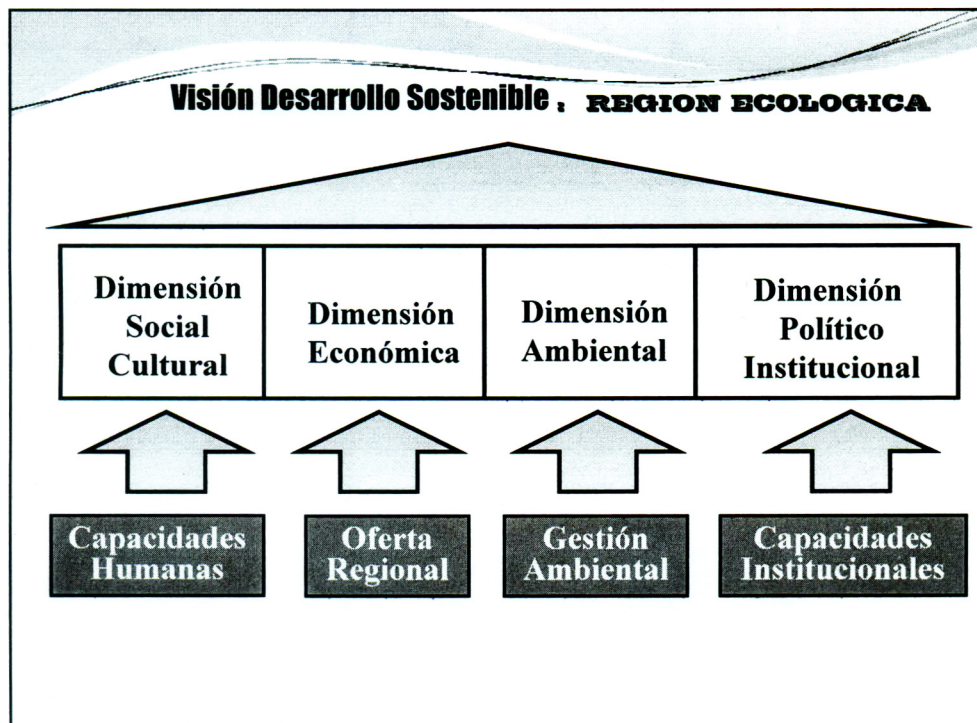 Visión Desarrollo Sostenible : REGION ECOLOGICA
Dimensión
Social
Cultural
Dimensión
Económica
Dimensión
Ambiental
Dimensión
Político
Institucional
Capacidades
Humanas
Oferta
Regional
Gestión
Ambiental
Capacidades
Institucionales